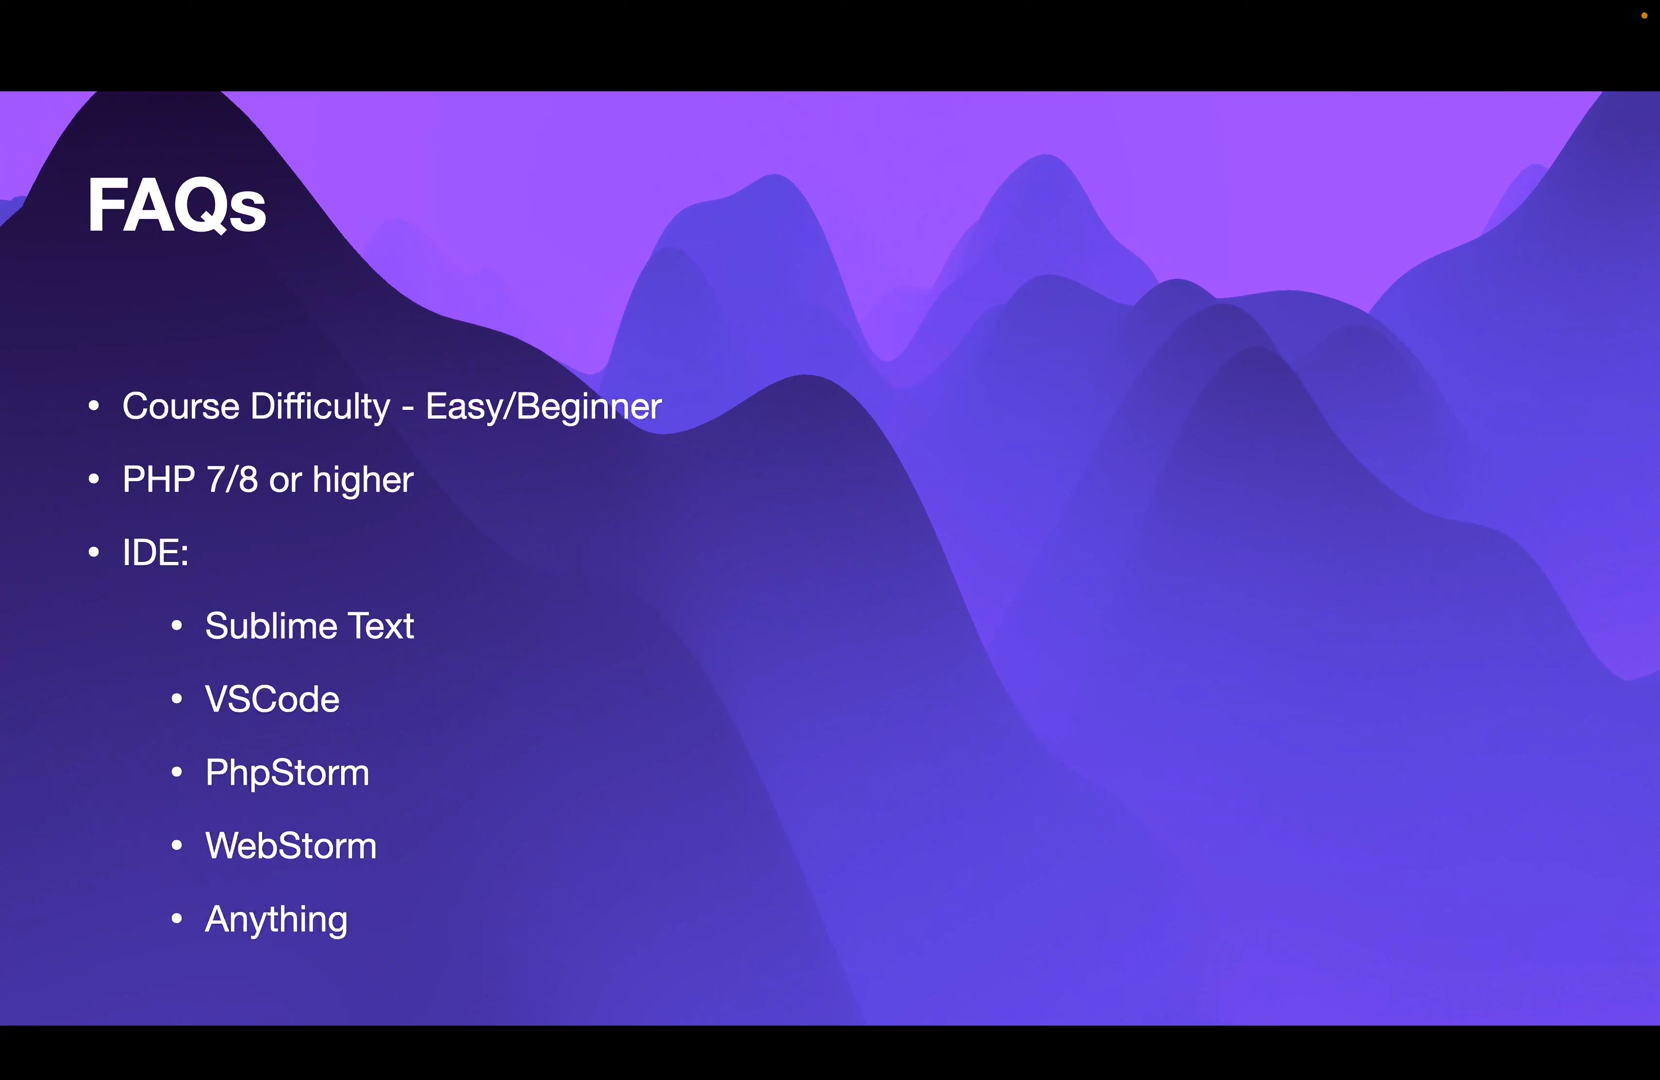 FAQs
• Course Difficulty - Easy/Beginner
• PHP 7/8 or higher
• IDE:
• Sublime Text
• VSCode
• PhpStorm
• WebStorm
• Anything